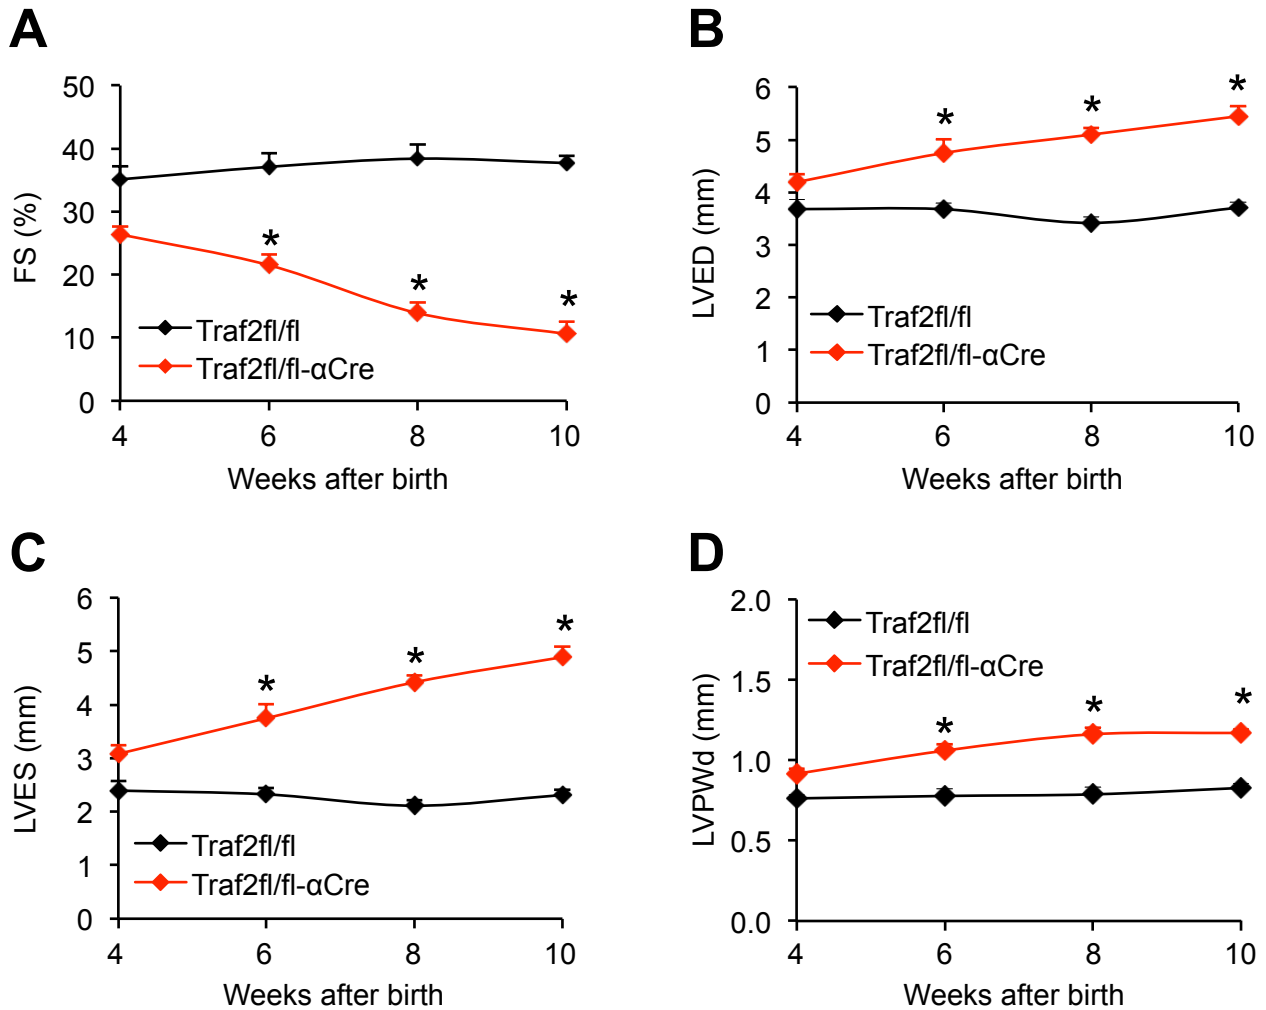 A
FS (%)
50
40
30
20
10
0
*
*
*
Traf2fl/fl
Traf2fl/fl-αCre
4 6 8 10
Weeks after birth
B
LVED (mm)
6
5
4
3
2
1
0
*
*
*
Traf2fl/fl
Traf2fl/fl-αCre
4 6 8 10
Weeks after birth
C
LVES (mm)
6
5
4
3
2
1
0
*
*
*
Traf2fl/fl
Traf2fl/fl-αCre
4 6 8 10
Weeks after birth
D
LVPWd (mm)
2.0
1.5
1.0
0.5
0.0
Traf2fl/fl
Traf2fl/fl-αCre
*
*
*
4 6 8 10
Weeks after birth